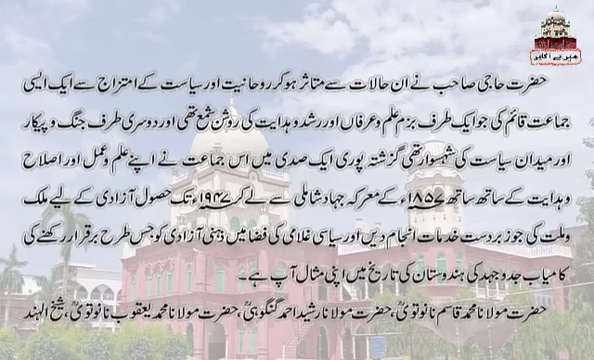 حضرت حاجی صاحب نے ان حالات سے متاثر ہو کر روحانیت اور سیاست کے امتزاج سے ایک ایسی
جماعت قائم کی جو ایک طرف بزم علم و عرفاں اور رشد و ہدایت کی روشن شمع تھی اور دوسری طرف جنگ و پیکار
اور میدان سیاست کی شہسوار تھی گزشتہ پوری ایک صدی میں اس جماعت نے اپنے علم و عمل اور اصلاح
و ہدایت کے ساتھ ساتھ ۱۸۵۷ء کے معرکہ جہاد شاملی سے لے کر ۱۹۴۷ء تک حصول آزادی کے لیے ملک
وملت کی جو زبردست خدمات انجام دیں اور سیاسی غلامی کی فضا میں ذہنی آزادی کو جس طرح برقرار رکھنے کی
کامیاب جدوجہد کی ہندوستان کی تاریخ میں اپنی مثال آپ ہے۔
حضرت مولانا محمد قاسم نانوتویؒ، حضرت مولانا رشید احمد گنگوہیؒ، حضرت مولانا محمد یعقوب نانوتویؒ، شیخ الہند